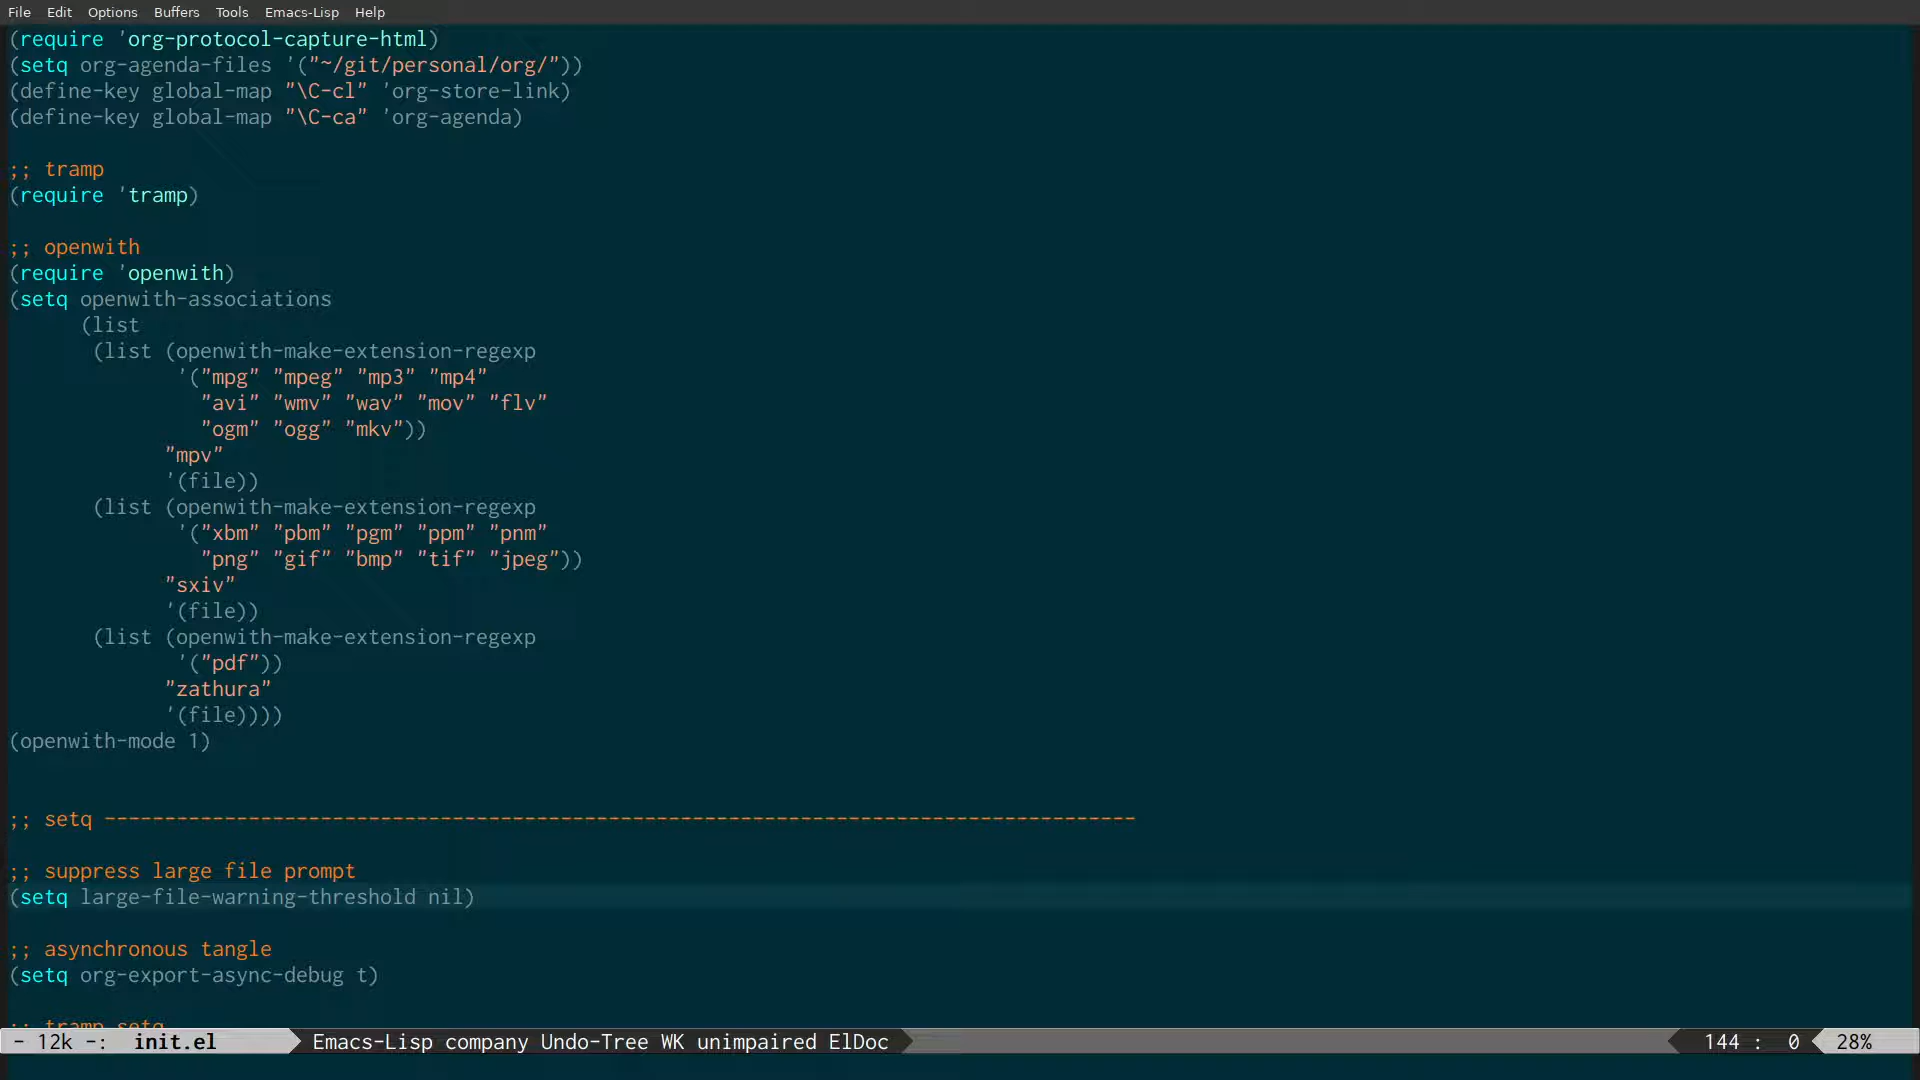 File Edit Options Buffers Tools Emacs-Lisp Help
(require 'org-protocol-capture-html)
(setq org-agenda-files '("~/git/personal/org/"))
(define-key global-map "\C-cl" 'org-store-link)
(define-key global-map "\C-ca" 'org-agenda)
;; tramp
(require 'tramp)
;; openwith
(require 'openwith)
(setq openwith-associations
(list
(list (openwith-make-extension-regexp
'("mpg" "mpeg" "mp3" "mp4"
"avi" "wmv" "wav" "mov" "flv"
"ogm" "ogg" "mkv"))
"mpv"
'(file))
(list (openwith-make-extension-regexp
'("xbm" "pbm" "pgm" "ppm" "pnm"
"png" "gif" "bmp" "tif" "jpeg"))
"sxiv"
'(file))
(list (openwith-make-extension-regexp
'("pdf"))
"zathura"
'(file))))
(openwith-mode 1)
;; setq --------------------------------------------------------------------------------------
;; suppress large file prompt
(setq large-file-warning-threshold nil)
;; asynchronous tangle
(setq org-export-async-debug t)
;; tramp setq
- 12k -: init.el Emacs-Lisp company Undo-Tree WK unimpaired ElDoc 144 : 0 28%